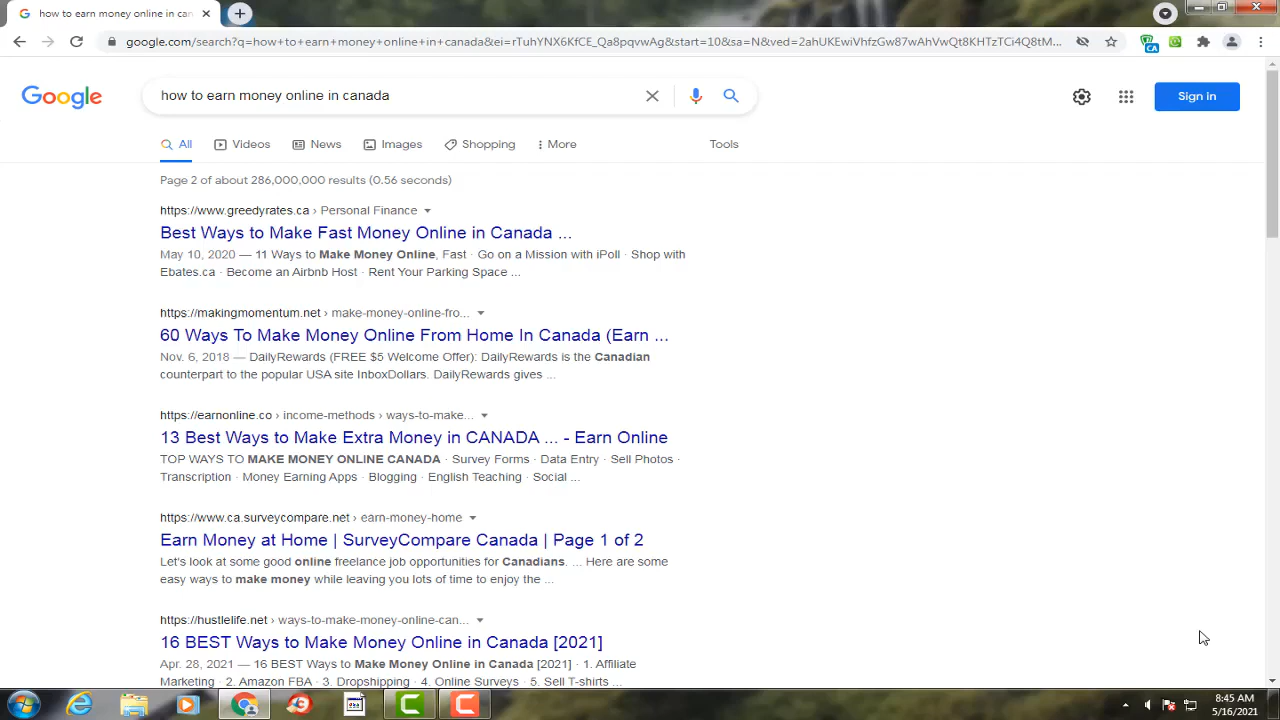 how to earn money online in can
google.com/search?q=how+to+earn+money+online+in+canada&ei=rTuhYNX6KfCE_Qa8pqvwAg&start=10&sa=N&ved=2ahUKEwiVhfzGw87wAhVwQt8KHTzTCi4Q8tM...
CA
Google
how to earn money online in canada
Sign in
All
Videos
News
Images
Shopping
More
Tools
Page 2 of about 286,000,000 results (0.56 seconds)
https://www.greedyrates.ca › Personal Finance
Best Ways to Make Fast Money Online in Canada ...
May 10, 2020 — 11 Ways to Make Money Online, Fast · Go on a Mission with iPoll · Shop with
Ebates.ca · Become an Airbnb Host · Rent Your Parking Space ...
https://makingmomentum.net › make-money-online-fro...
60 Ways To Make Money Online From Home In Canada (Earn ...
Nov. 6, 2018 — DailyRewards (FREE $5 Welcome Offer): DailyRewards is the Canadian
counterpart to the popular USA site InboxDollars. DailyRewards gives ...
https://earnonline.co › income-methods › ways-to-make...
13 Best Ways to Make Extra Money in CANADA ... - Earn Online
TOP WAYS TO MAKE MONEY ONLINE CANADA · Survey Forms · Data Entry · Sell Photos ·
Transcription · Money Earning Apps · Blogging · English Teaching · Social ...
https://www.ca.surveycompare.net › earn-money-home
Earn Money at Home | SurveyCompare Canada | Page 1 of 2
Let's look at some good online freelance job opportunities for Canadians. ... Here are some
easy ways to make money while leaving you lots of time to enjoy the ...
https://hustlelife.net › ways-to-make-money-online-can...
16 BEST Ways to Make Money Online in Canada [2021]
Apr. 28, 2021 — 16 BEST Ways to Make Money Online in Canada [2021] · 1. Affiliate
Marketing · 2. Amazon FBA · 3. Dropshipping · 4. Online Surveys · 5. Sell T-shirts ...
8:45 AM
5/16/2021